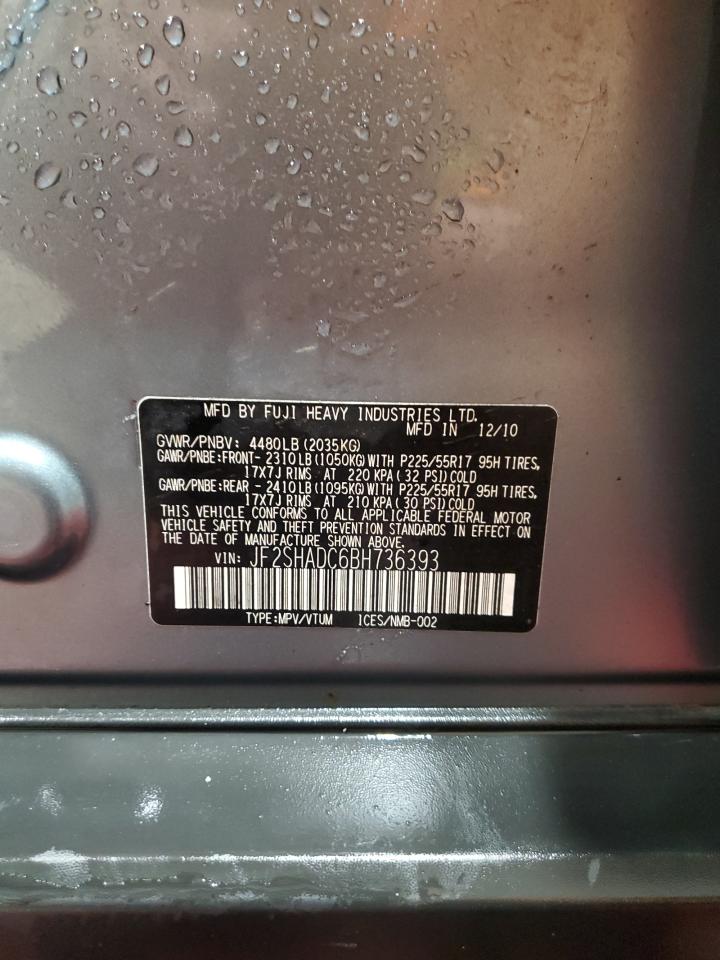 MFD BY FUJI HEAVY INDUSTRIES LTD.
MFD IN 12/10
GVWR/PNBV: 4480LB (2035KG)
GAWR/PNBE:FRONT- 2310LB(1050KG)WITH P225/55R17 95H TIRES,
17X7J RIMS AT 220 KPA( 32 PSI)COLD
GAWR/PNBE:REAR - 2410LB(1095KG)WITH P225/55R17 95H TIRES,
17X7J RIMS AT 210 KPA( 30 PSI)COLD
THIS VEHICLE CONFORMS TO ALL APPLICABLE FEDERAL MOTOR
VEHICLE SAFETY AND THEFT PREVENTION STANDARDS IN EFFECT ON
THE DATE OF MANUFACTURE SHOWN ABOVE.
VIN: JF2SHADC6BH736393
TYPE:MPV/VTUM ICES/NMB-002